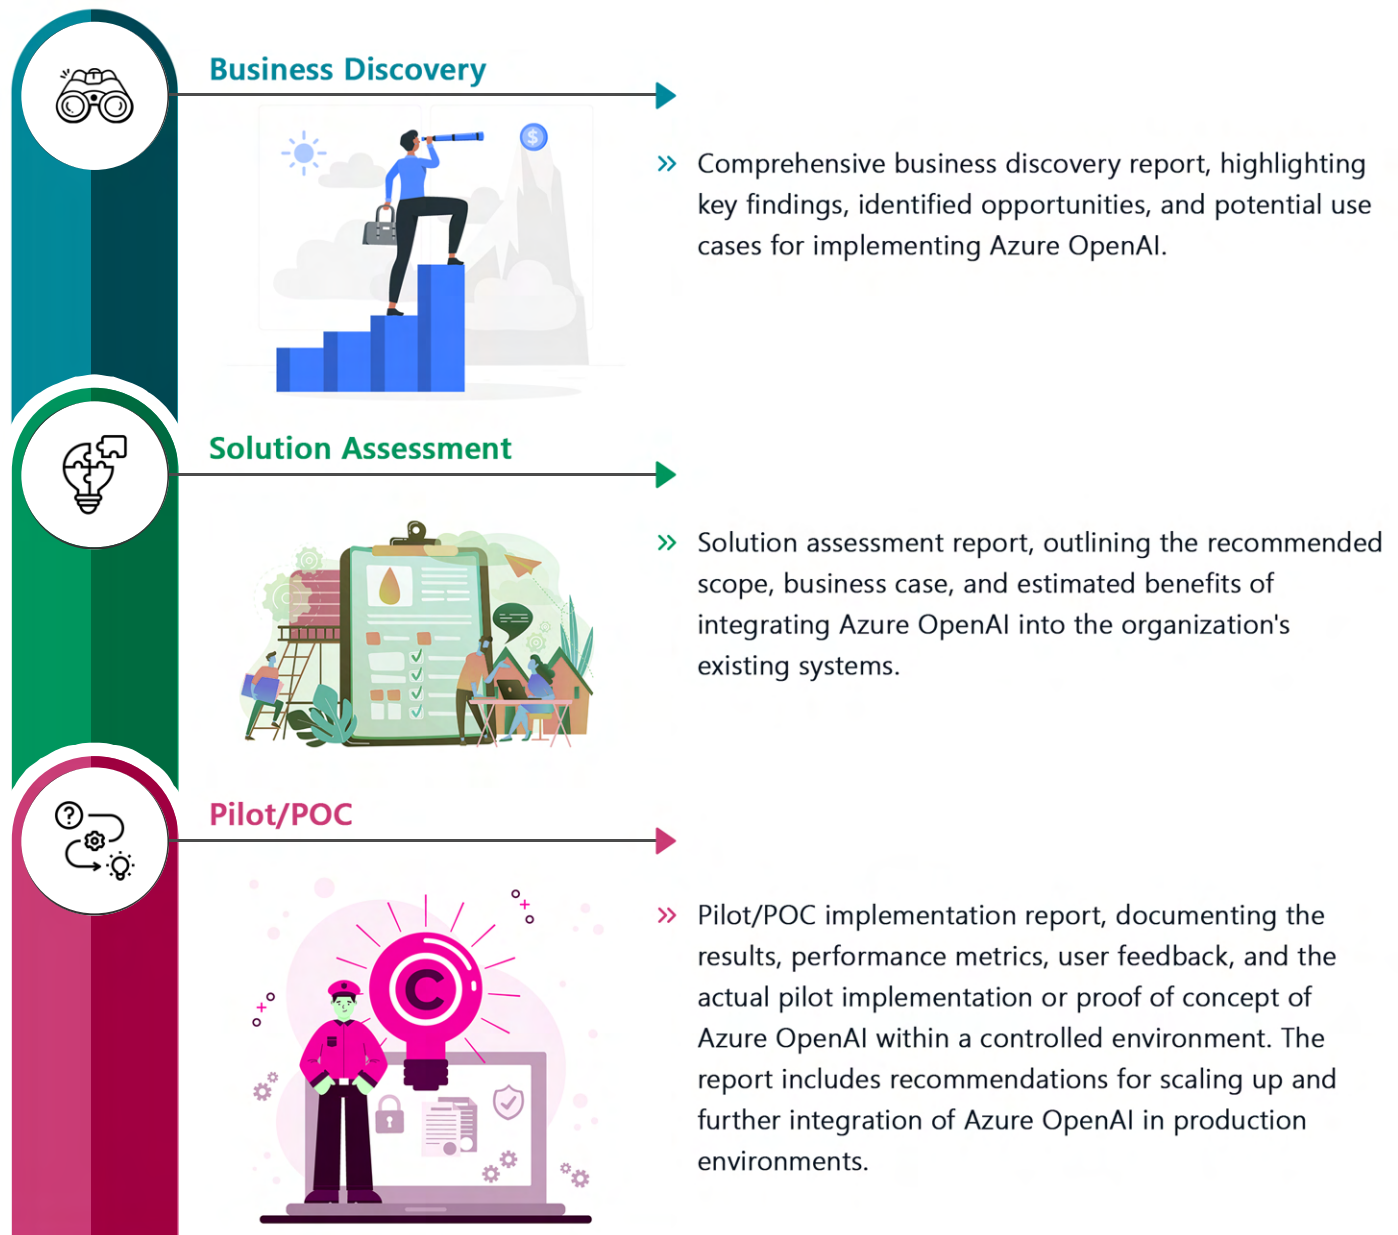 Business Discovery
$
» Comprehensive business discovery report, highlighting
key findings, identified opportunities, and potential use
cases for implementing Azure OpenAI.
Solution Assessment
» Solution assessment report, outlining the recommended
scope, business case, and estimated benefits of
integrating Azure OpenAI into the organization's
existing systems.
?
Pilot/POC
» Pilot/POC implementation report, documenting the
results, performance metrics, user feedback, and the
actual pilot implementation or proof of concept of
Azure OpenAI within a controlled environment. The
report includes recommendations for scaling up and
further integration of Azure OpenAI in production
environments.
C